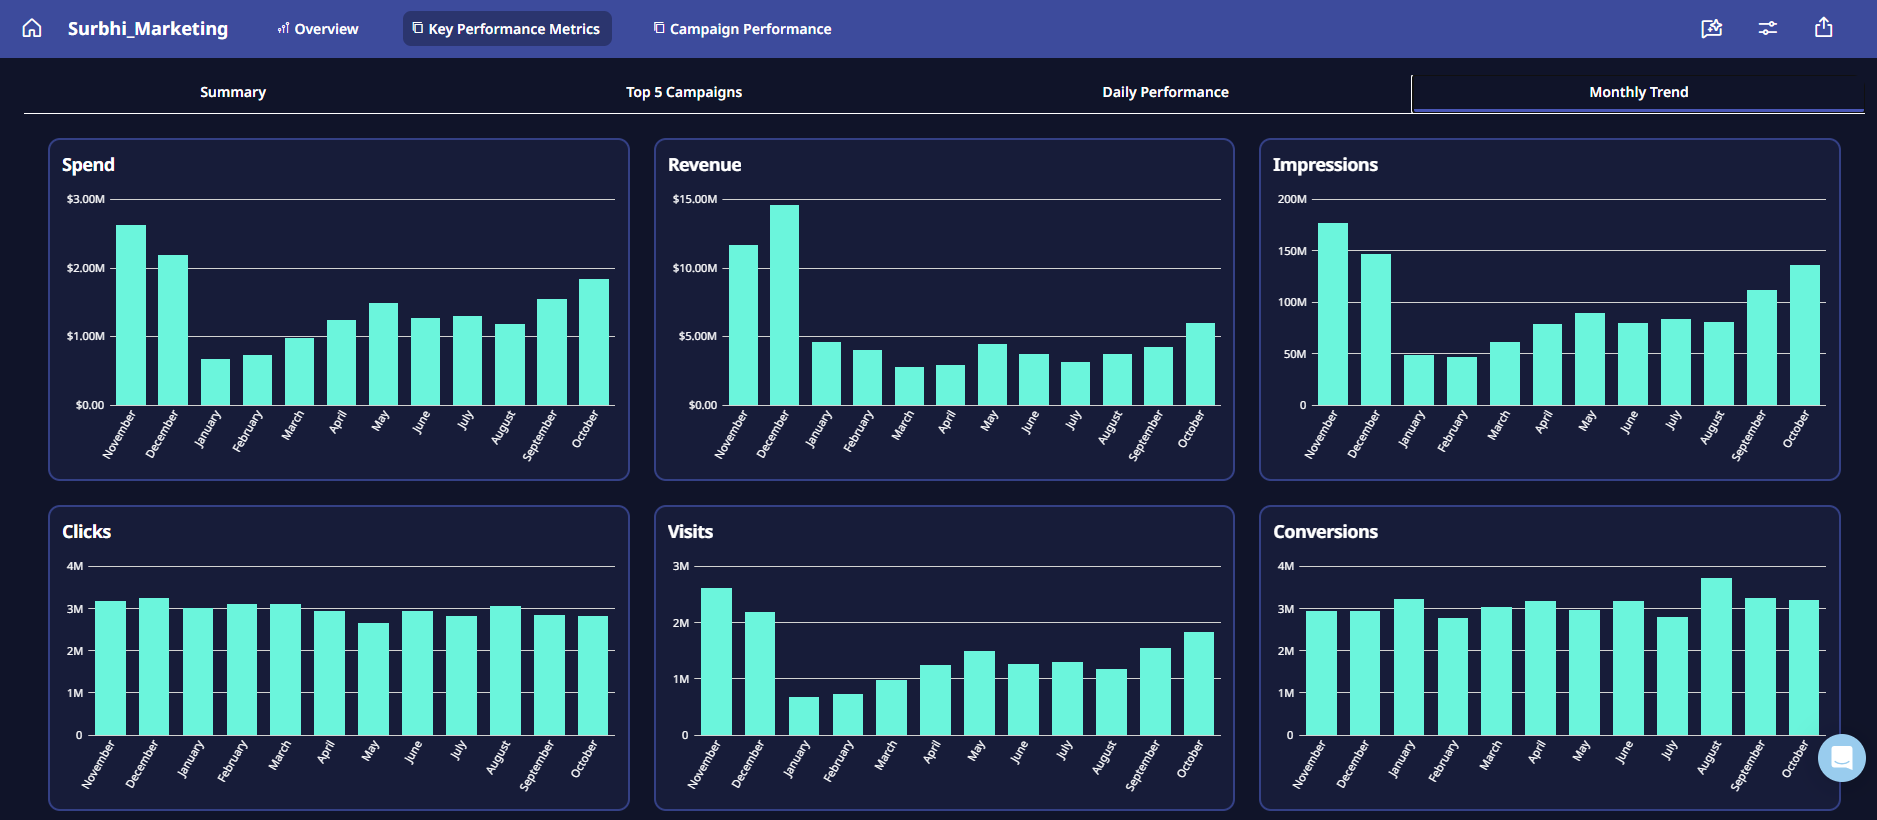 Surbhi_Marketing
Overview
Key Performance Metrics
Campaign Performance
Summary
Top 5 Campaigns
Daily Performance
Monthly Trend
Spend
$3.00M
$2.00M
$1.00M
$0.00
November
December
January
February
March
April
May
June
July
August
September
October
Revenue
$15.00M
$10.00M
$5.00M
$0.00
November
December
January
February
March
April
May
June
July
August
September
October
Impressions
200M
150M
100M
50M
0
November
December
January
February
March
April
May
June
July
August
September
October
Clicks
4M
3M
2M
1M
0
November
December
January
February
March
April
May
June
July
August
September
October
Visits
3M
2M
1M
0
November
December
January
February
March
April
May
June
July
August
September
October
Conversions
4M
3M
2M
1M
0
November
December
January
February
March
April
May
June
July
August
September
October